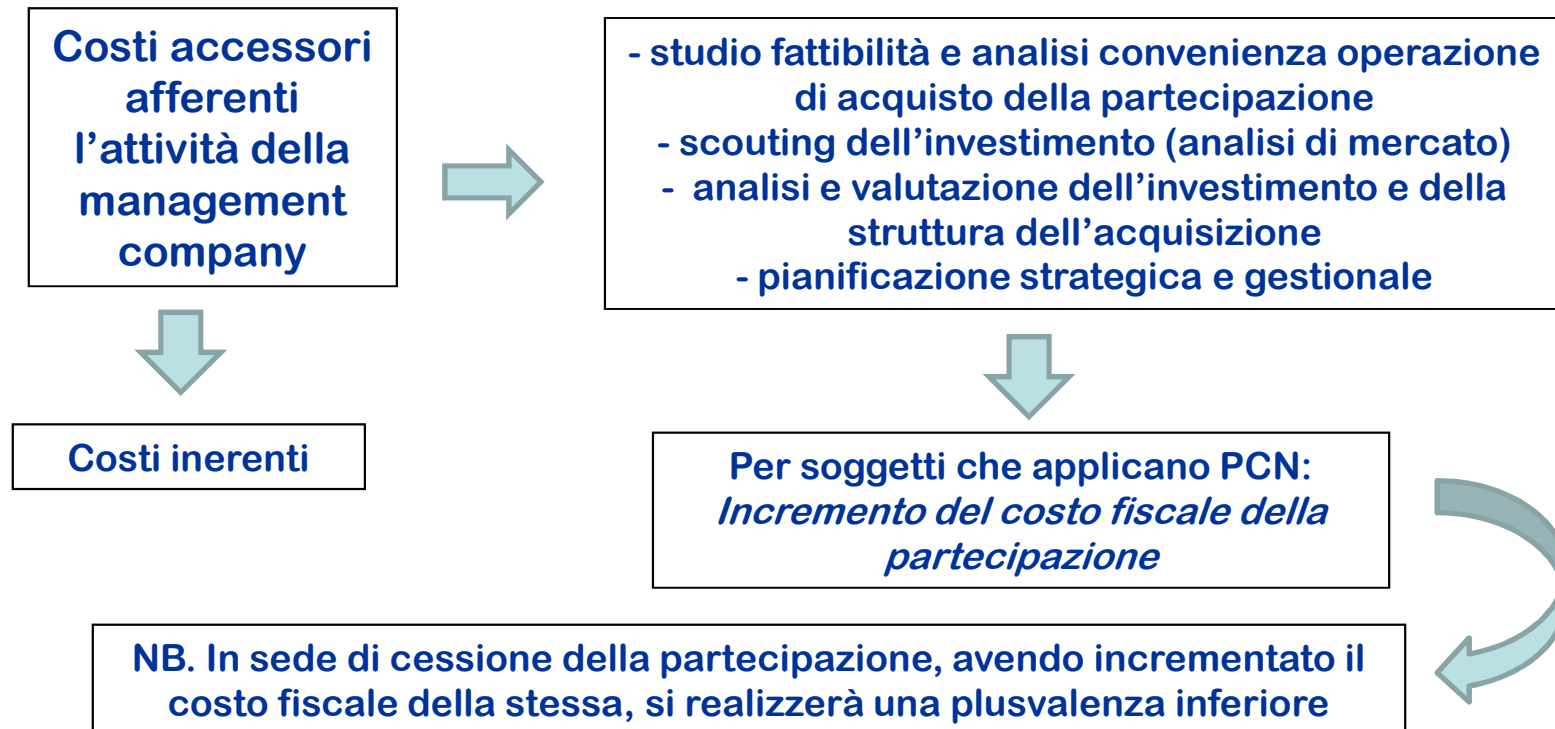 Costi accessori
afferenti
l’attività della
management
company
- studio fattibilità e analisi convenienza operazione
di acquisto della partecipazione
- scouting dell’investimento (analisi di mercato)
- analisi e valutazione dell’investimento e della
struttura dell’acquisizione
- pianificazione strategica e gestionale
Costi inerenti
Per soggetti che applicano PCN:
Incremento del costo fiscale della
partecipazione
NB. In sede di cessione della partecipazione, avendo incrementato il
costo fiscale della stessa, si realizzerà una plusvalenza inferiore